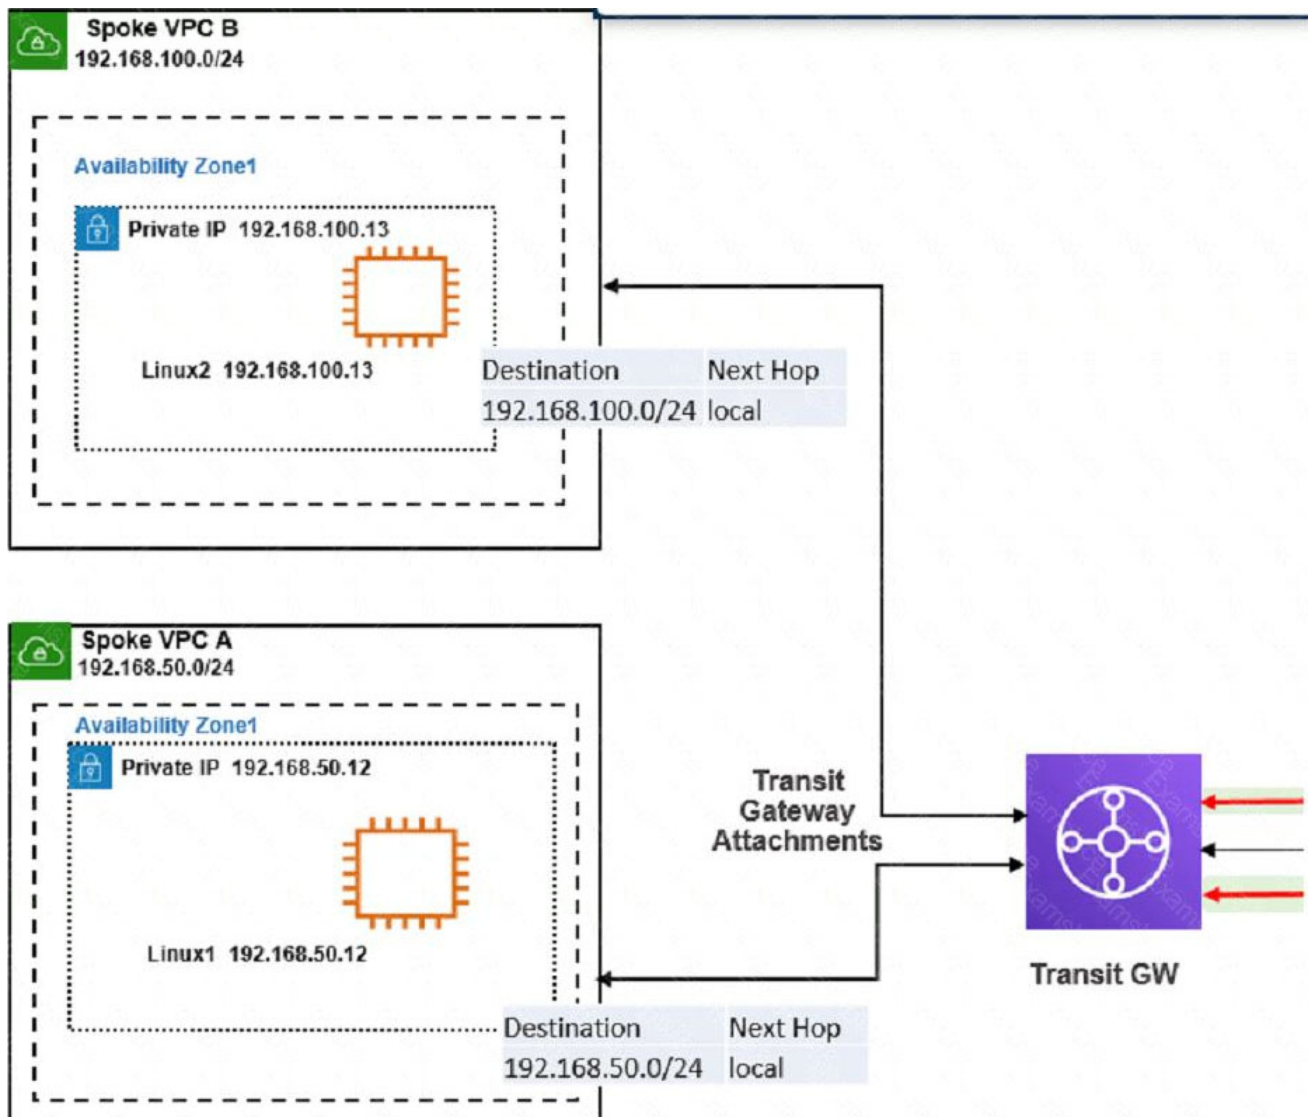 Spoke VPC B
192.168.100.0/24
Availability Zone1
Private IP 192.168.100.13
Linux2 192.168.100.13
Destination Next Hop
192.168.100.0/24 local
Spoke VPC A
192.168.50.0/24
Availability Zone1
Private IP 192.168.50.12
Linux1 192.168.50.12
Destination Next Hop
192.168.50.0/24 local
Transit
Gateway
Attachments
Transit GW